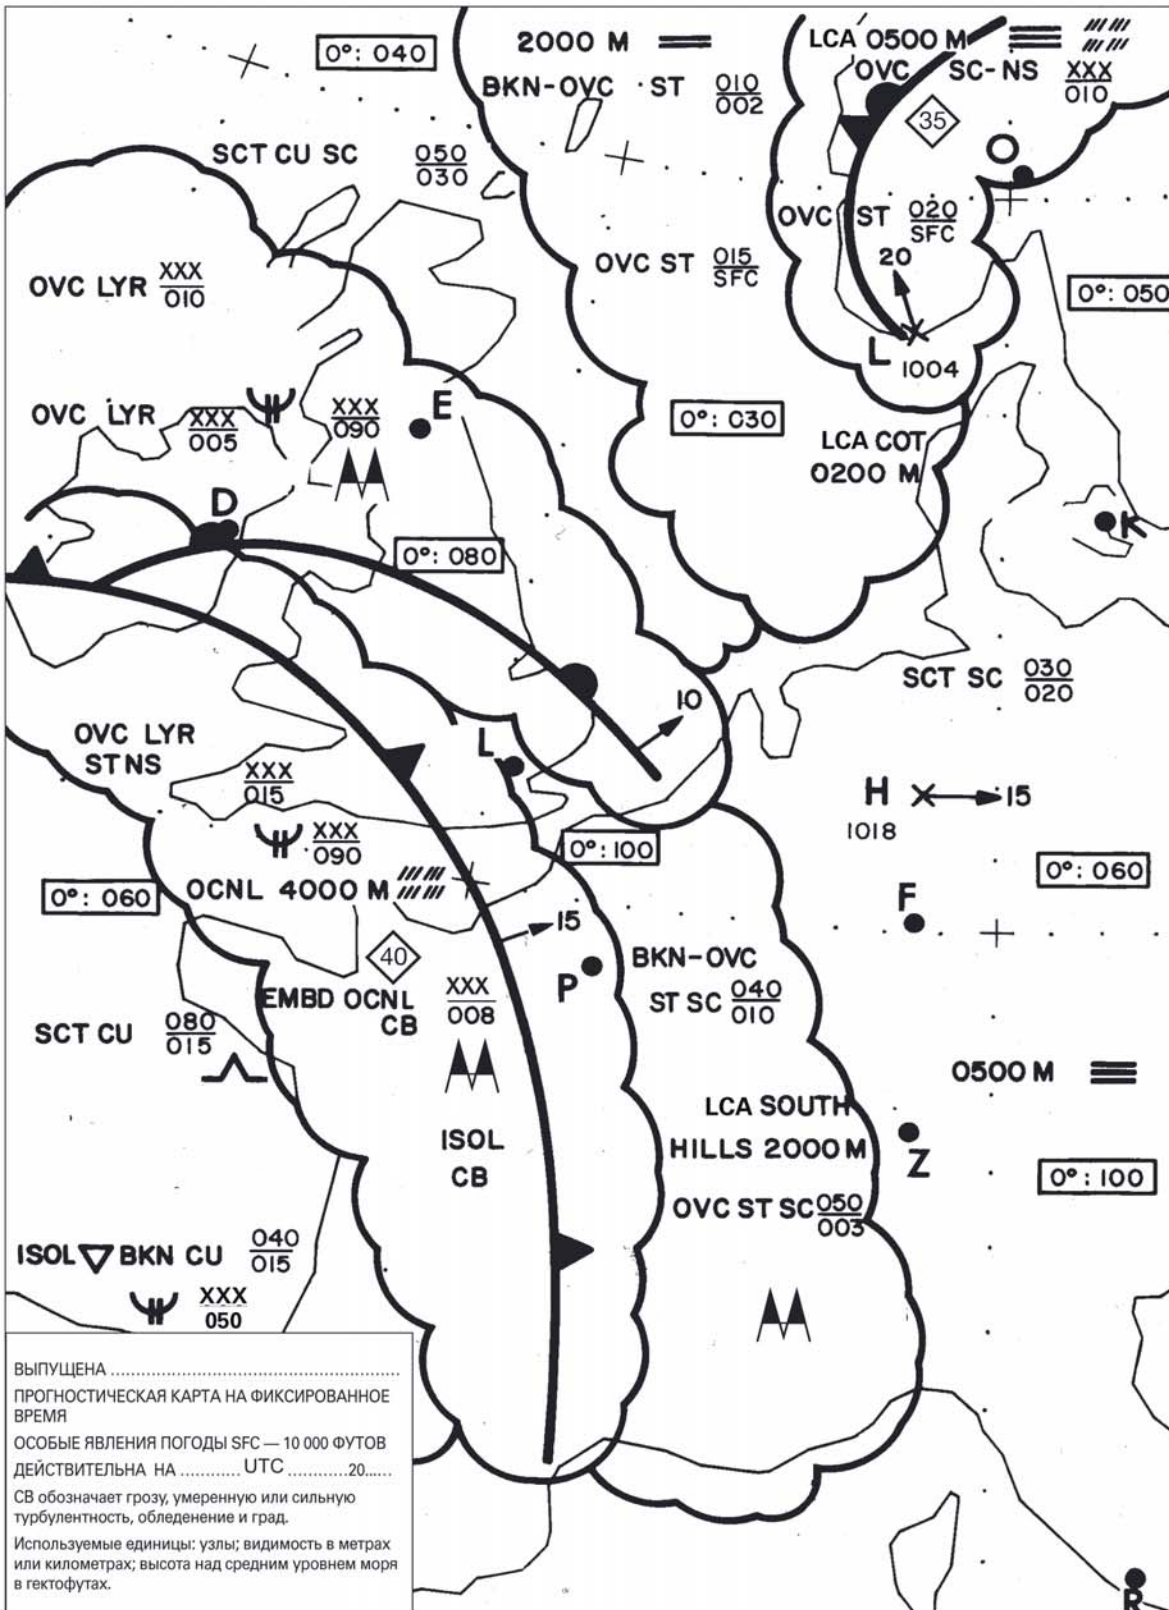 0°: 040
2000 M
BKN-OVC ST 010
002
LCA 0500 M
OVC SC-NS XXX
010
35
O
SCT CU SC 050
030
OVC ST 020
SFC
20
OVC ST 015
SFC
0°: 050
L 1004
OVC LYR XXX
010
OVC LYR XXX
005
XXX
090
E
0°: 030
LCA COT
0200 M
K
D
0°: 080
SCT SC 030
020
10
OVC LYR
STNS
XXX
015
L
H 15
1018
XXX
090
0°: 100
0°: 060
0°: 060
OCNL 4000 M
F
15
40
P
BKN-OVC
ST SC 040
010
EMBD OCNL
CB
XXX
008
SCT CU 080
015
0500 M
LCA SOUTH
HILLS 2000 M
Z
ISOL
CB
0°: 100
OVC ST SC 050
003
ISOL BKN CU 040
015
XXX
050
R
ВЫПУЩЕНА ....................................................
ПРОГНОСТИЧЕСКАЯ КАРТА НА ФИКСИРОВАННОЕ
ВРЕМЯ
ОСОБЫЕ ЯВЛЕНИЯ ПОГОДЫ SFC — 10 000 ФУТОВ
ДЕЙСТВИТЕЛЬНА НА ............ UTC ............20......
СВ обозначает грозу, умеренную или сильную
турбулентность, обледенение и град.
Используемые единицы: узлы; видимость в метрах
или километрах; высота над средним уровнем моря
в гектофутах.